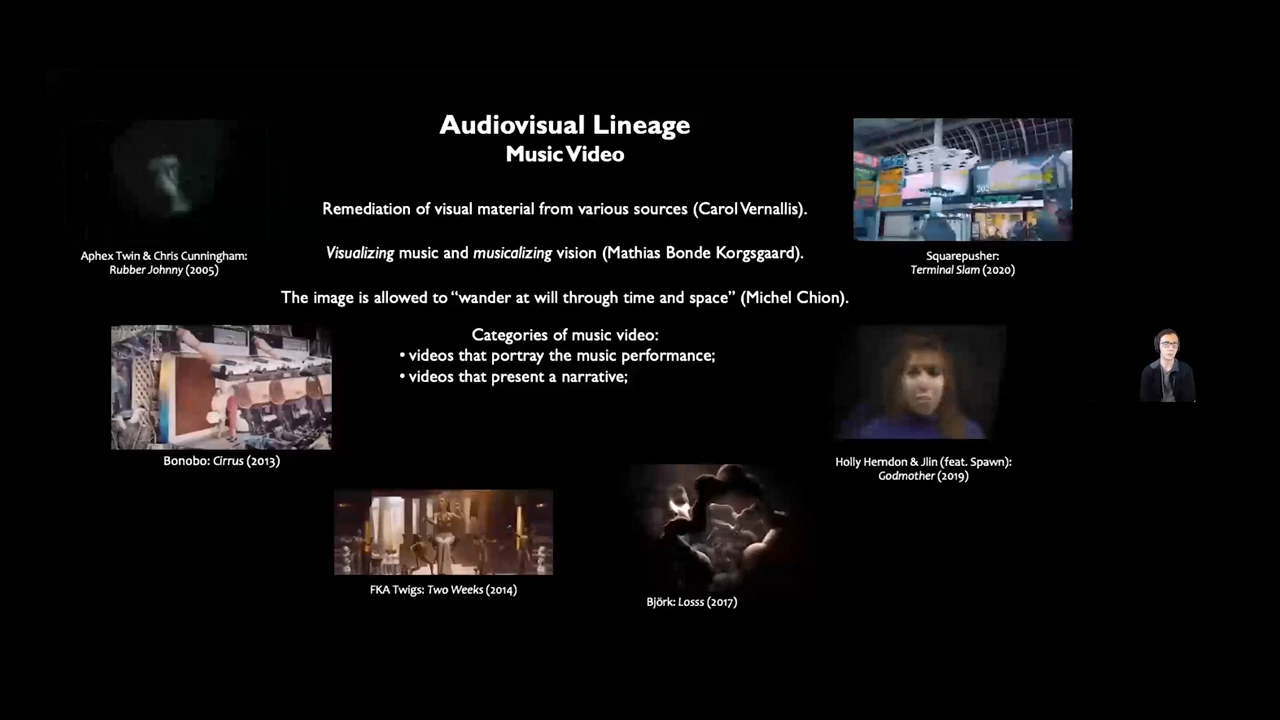 Audiovisual Lineage
Music Video
Remediation of visual material from various sources (Carol Vernallis).
Visualizing music and musicalizing vision (Mathias Bonde Korgsgaard).
The image is allowed to “wander at will through time and space” (Michel Chion).
Categories of music video:
• videos that portray the music performance;
• videos that present a narrative;
Aphex Twin & Chris Cunningham:
Rubber Johnny (2005)
Squarepusher:
Terminal Slam (2020)
Bonobo: Cirrus (2013)
Holly Herndon & Jlin (feat. Spawn):
Godmother (2019)
FKA Twigs: Two Weeks (2014)
Björk: Losss (2017)